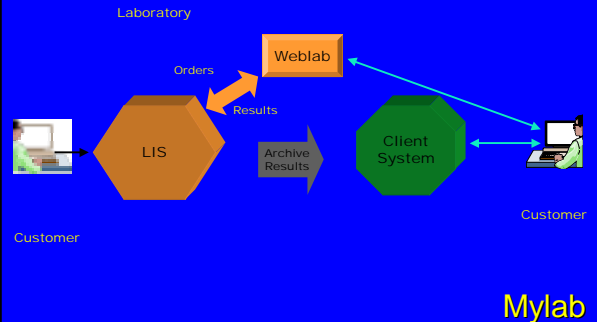 Laboratory
Weblab
Orders
Results
LIS
Archive
Results
Client
System
Customer
Customer
Mylab